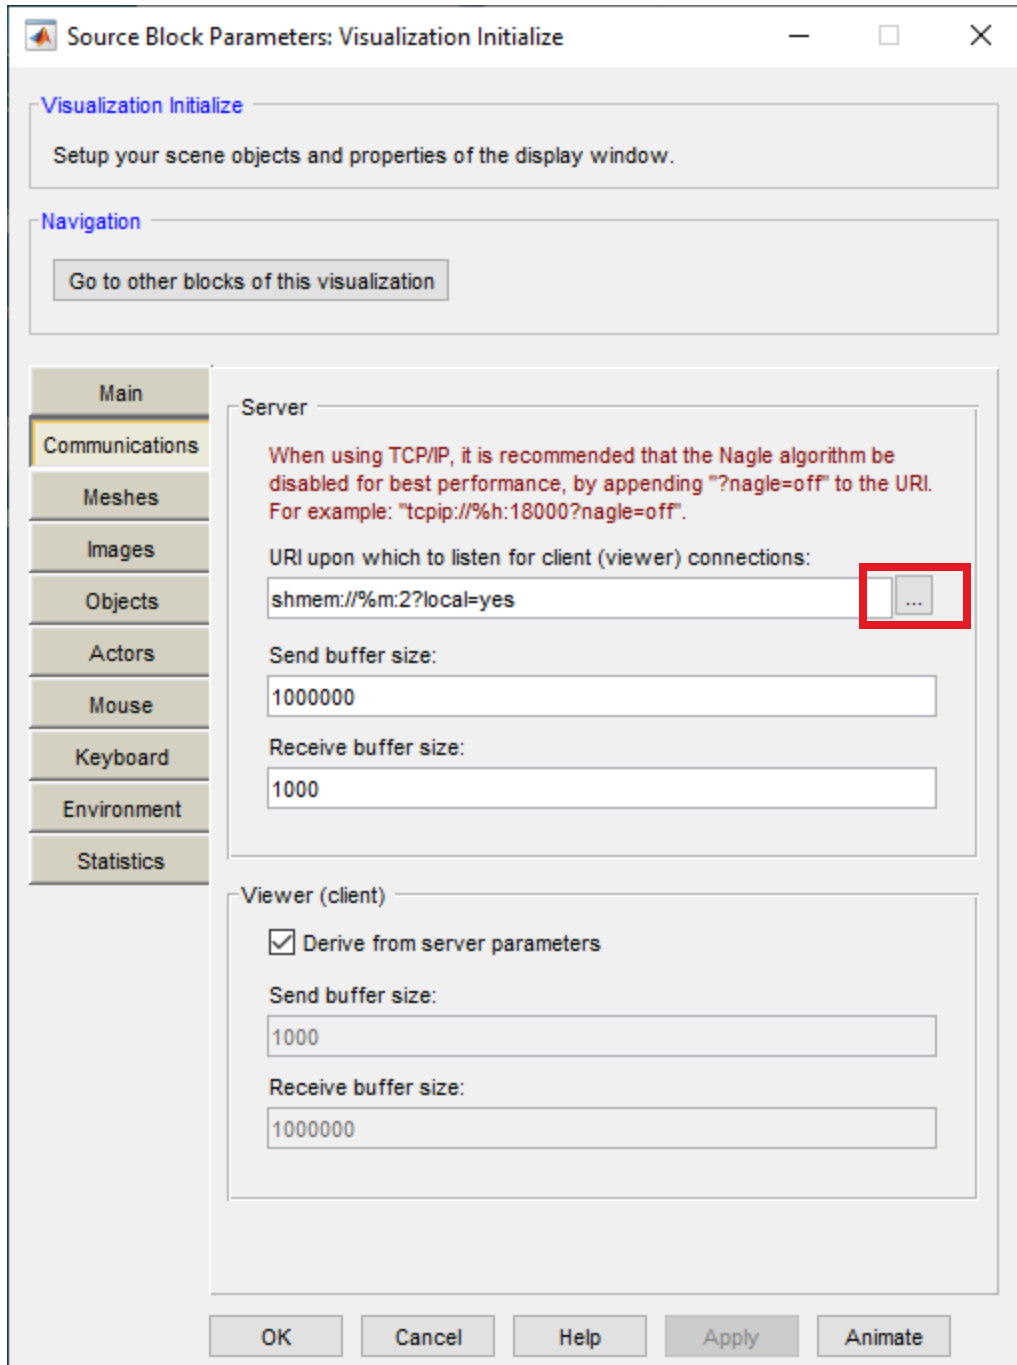 Source Block Parameters: Visualization Initialize
Visualization Initialize
Setup your scene objects and properties of the display window.
Navigation
Go to other blocks of this visualization
Main
Communications
Meshes
Images
Objects
Actors
Mouse
Keyboard
Environment
Statistics
Server
When using TCP/IP, it is recommended that the Nagle algorithm be
disabled for best performance, by appending "?nagle=off" to the URI.
For example: "tcpip://%h:18000?nagle=off".
URI upon which to listen for client (viewer) connections:
shmem://%m:2?local=yes
...
Send buffer size:
1000000
Receive buffer size:
1000
Viewer (client)
Derive from server parameters
Send buffer size:
1000
Receive buffer size:
1000000
OK
Cancel
Help
Apply
Animate